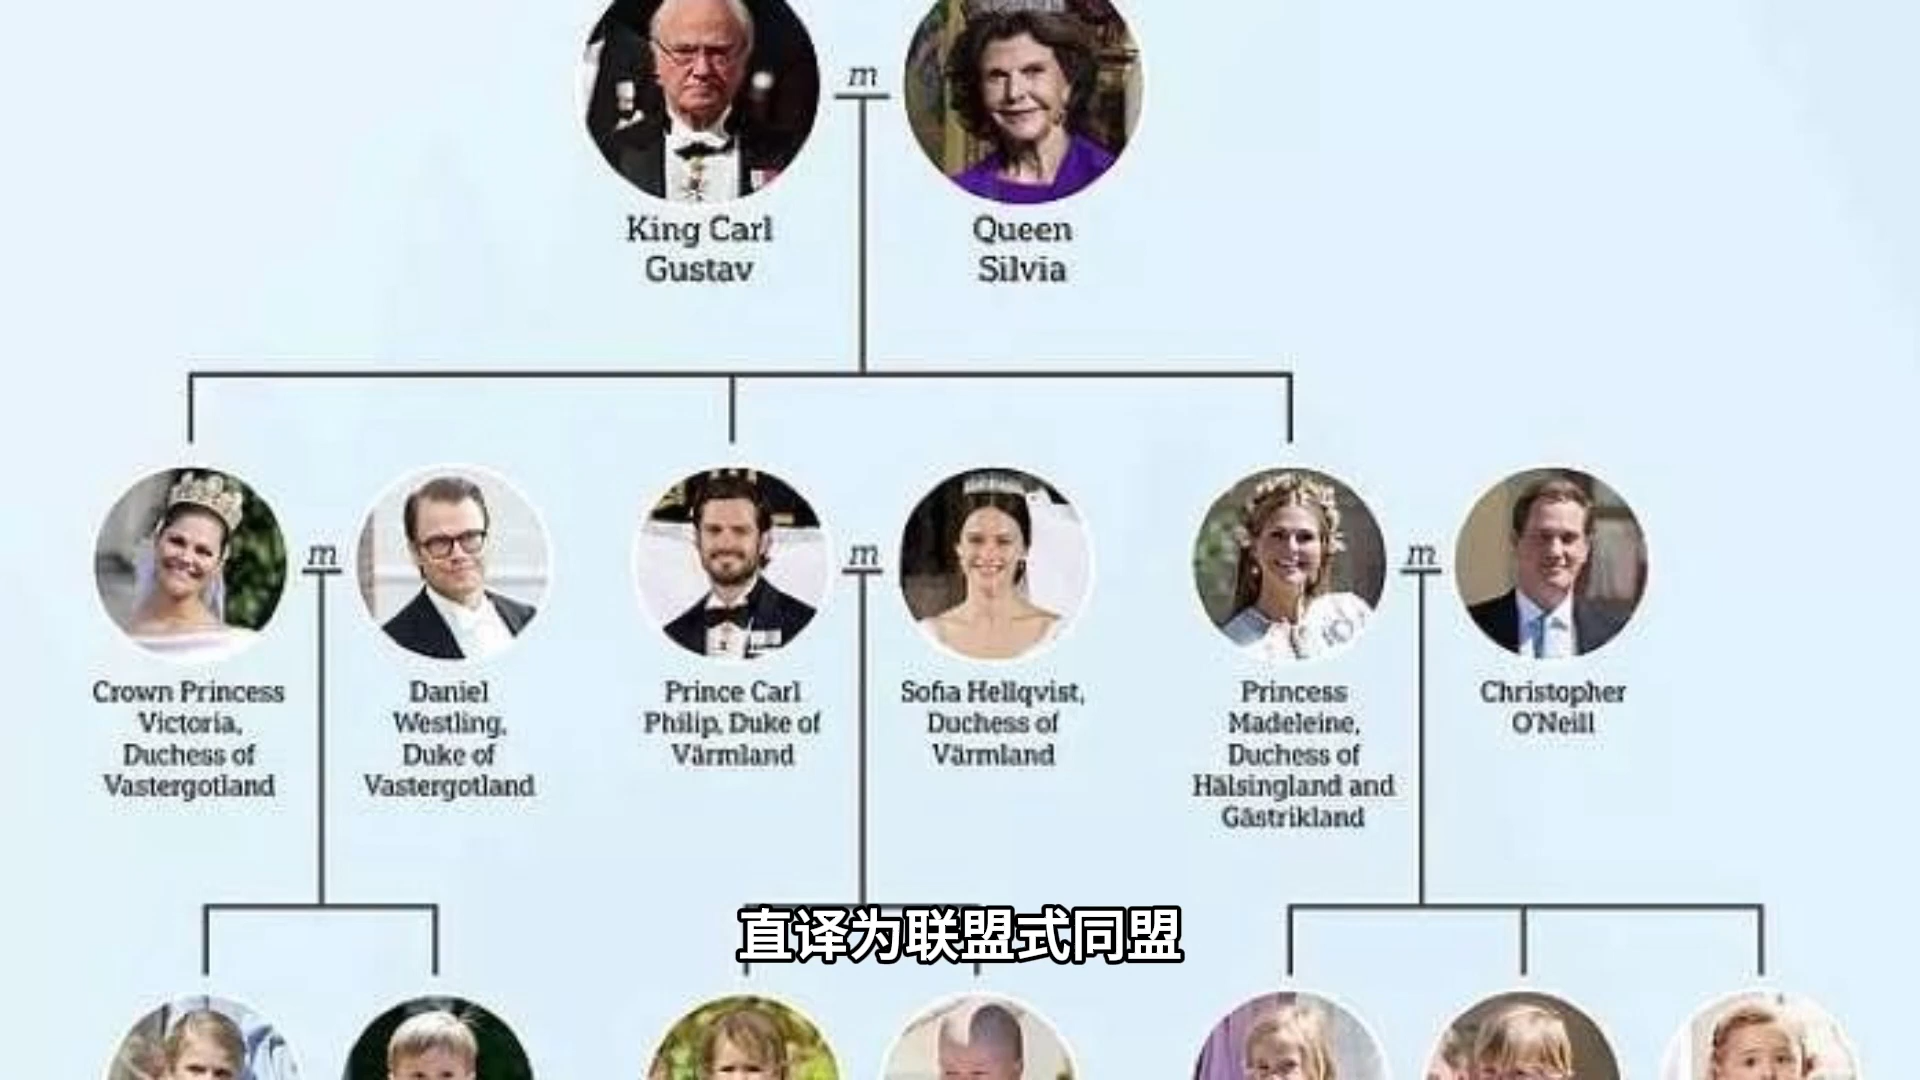 m
King Carl
Gustav
Queen
Silvia
m
m
m
Crown Princess
Victoria,
Duchess of
Vastergotland
Daniel
Westling,
Duke of
Vastergotland
Prince Carl
Philip, Duke of
Värmland
Sofia Hellqvist,
Duchess of
Värmland
Princess
Madeleine,
Duchess of
Hälsingland and
Gästrikland
Christopher
O'Neill
直译为联盟式同盟